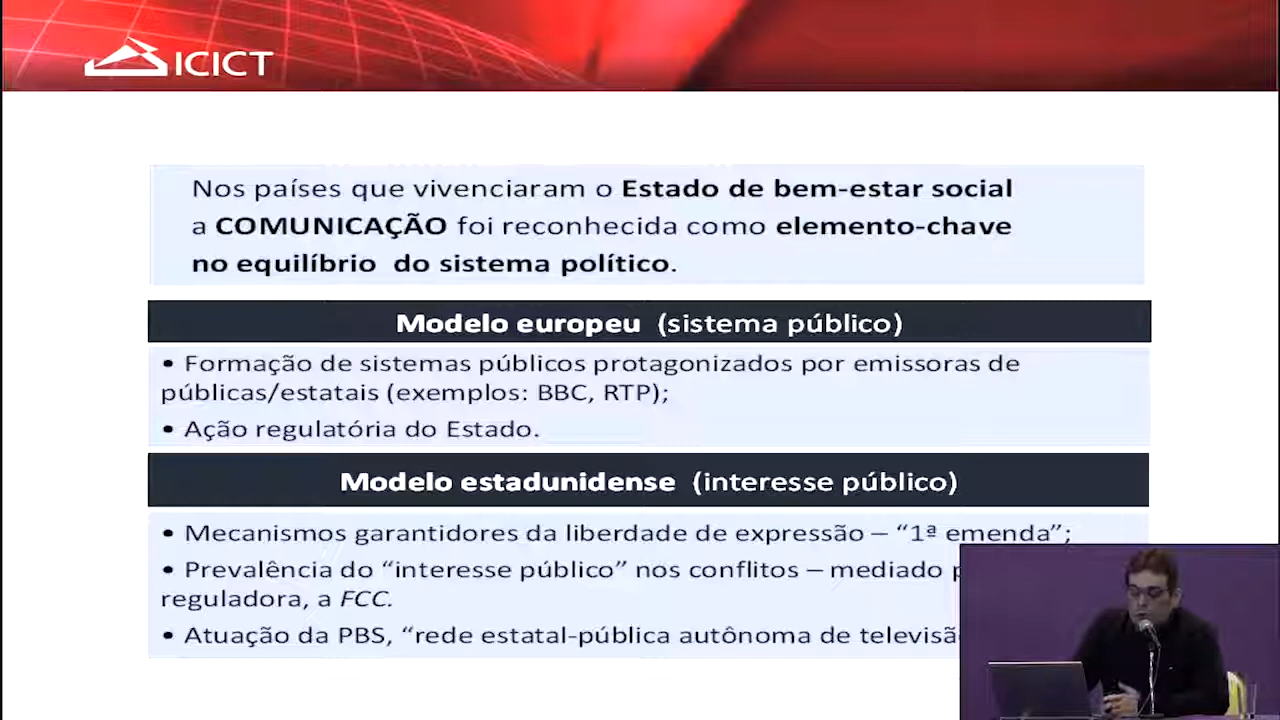 ICICT
Nos países que vivenciaram o Estado de bem-estar social
a COMUNICAÇÃO foi reconhecida como elemento-chave
no equilíbrio do sistema político.
Modelo europeu (sistema público)
• Formação de sistemas públicos protagonizados por emissoras de
públicas/estatais (exemplos: BBC, RTP);
• Ação regulatória do Estado.
Modelo estadunidense (interesse público)
• Mecanismos garantidores da liberdade de expressão – “1ª emenda”;
• Prevalência do “interesse público” nos conflitos – mediado
reguladora, a FCC.
• Atuação da PBS, “rede estatal-pública autônoma de